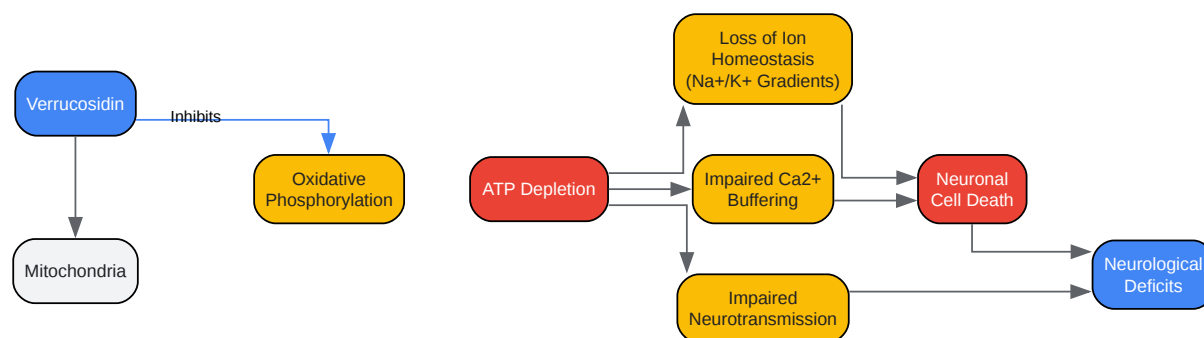 Verrucosidin
Inhibits
Oxidative
Phosphorylation
Mitochondria
ATP Depletion
Loss of Ion
Homeostasis
(Na+/K+ Gradients)
Impaired Ca2+
Buffering
Impaired
Neurotransmission
Neuronal
Cell Death
Neurological
Deficits